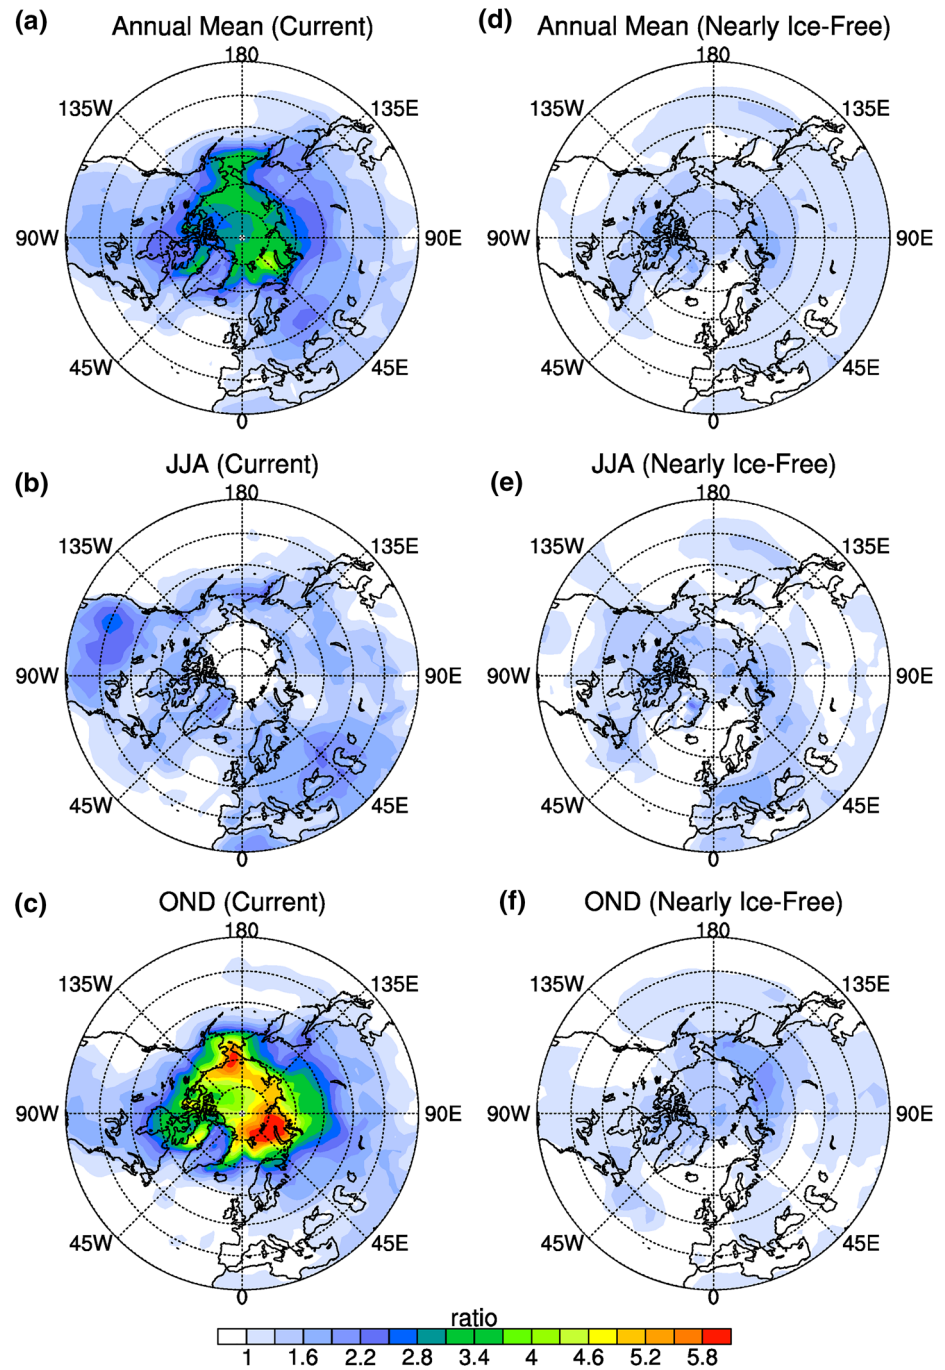 (a)
Annual Mean (Current)
180
135W
135E
90W
90E
45W
45E
0
(d)
Annual Mean (Nearly Ice-Free)
180
135W
135E
90W
90E
45W
45E
0
(b)
JJA (Current)
180
135W
135E
90W
90E
45W
45E
0
(e)
JJA (Nearly Ice-Free)
180
135W
135E
90W
90E
45W
45E
0
(c)
OND (Current)
180
135W
135E
90W
90E
45W
45E
0
(f)
OND (Nearly Ice-Free)
180
135W
135E
90W
90E
45W
45E
0
ratio
1 1.6 2.2 2.8 3.4 4 4.6 5.2 5.8